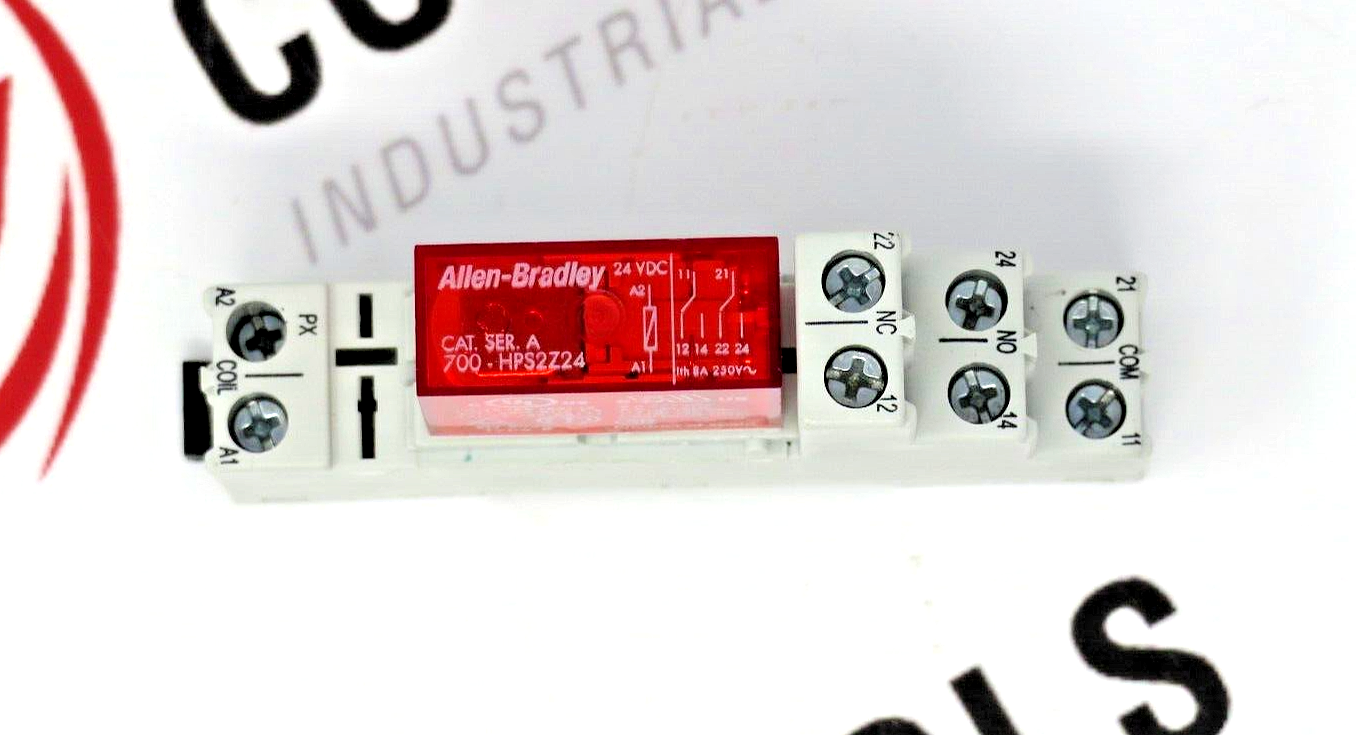 INDUSTRIAL
Allen-Bradley
24 VDC
11 21
A2
CAT. SER. A
700 - HPS2Z24
12 14 22 24
A1
Ith 8A 250V~
A2
PX
COIL
A1
22
NC
12
24
NO
14
21
COM
11